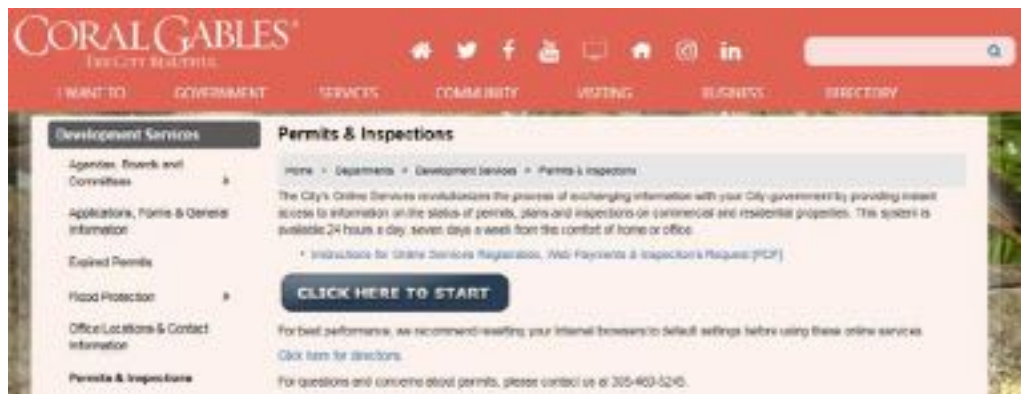 CORAL GABLES
THE CITY BEAUTIFUL
I WANT TO GOVERNMENT SERVICES COMMUNITY VISITING BUSINESS DIRECTORY
Development Services
Agencies, Boards and
Committees
Applications, Forms & General
Information
Expired Permits
Flood Protection
Office Locations & Contact
Information
Permits & Inspections
Permits & Inspections
Home > Departments > Development Services > Permits & Inspections
The City's Online Services revolutionizes the process of exchanging information with your City government by providing instant
access to information on the status of permits, plans and inspections on commercial and residential properties. This system is
available 24 hours a day, seven days a week from the comfort of home or office.
• Instructions for Online Services Registration, Web Payments & Inspection's Request [PDF]
CLICK HERE TO START
For best performance, we recommend resetting your internet browsers to default settings before using these online services.
Click here for directions.
For questions and concerns about permits, please contact us at 305-460-5245.